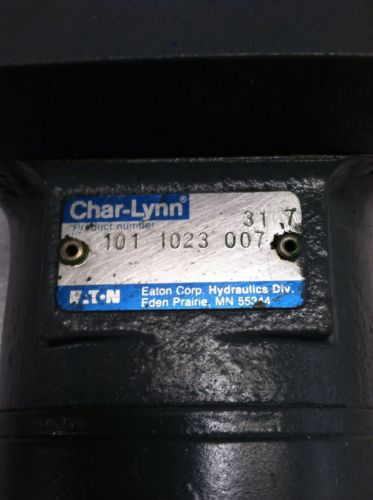 Char-Lynn®
Product number
31 7
101 1023 007
EATON Eaton Corp. Hydraulics Div.
Eden Prairie, MN 55344